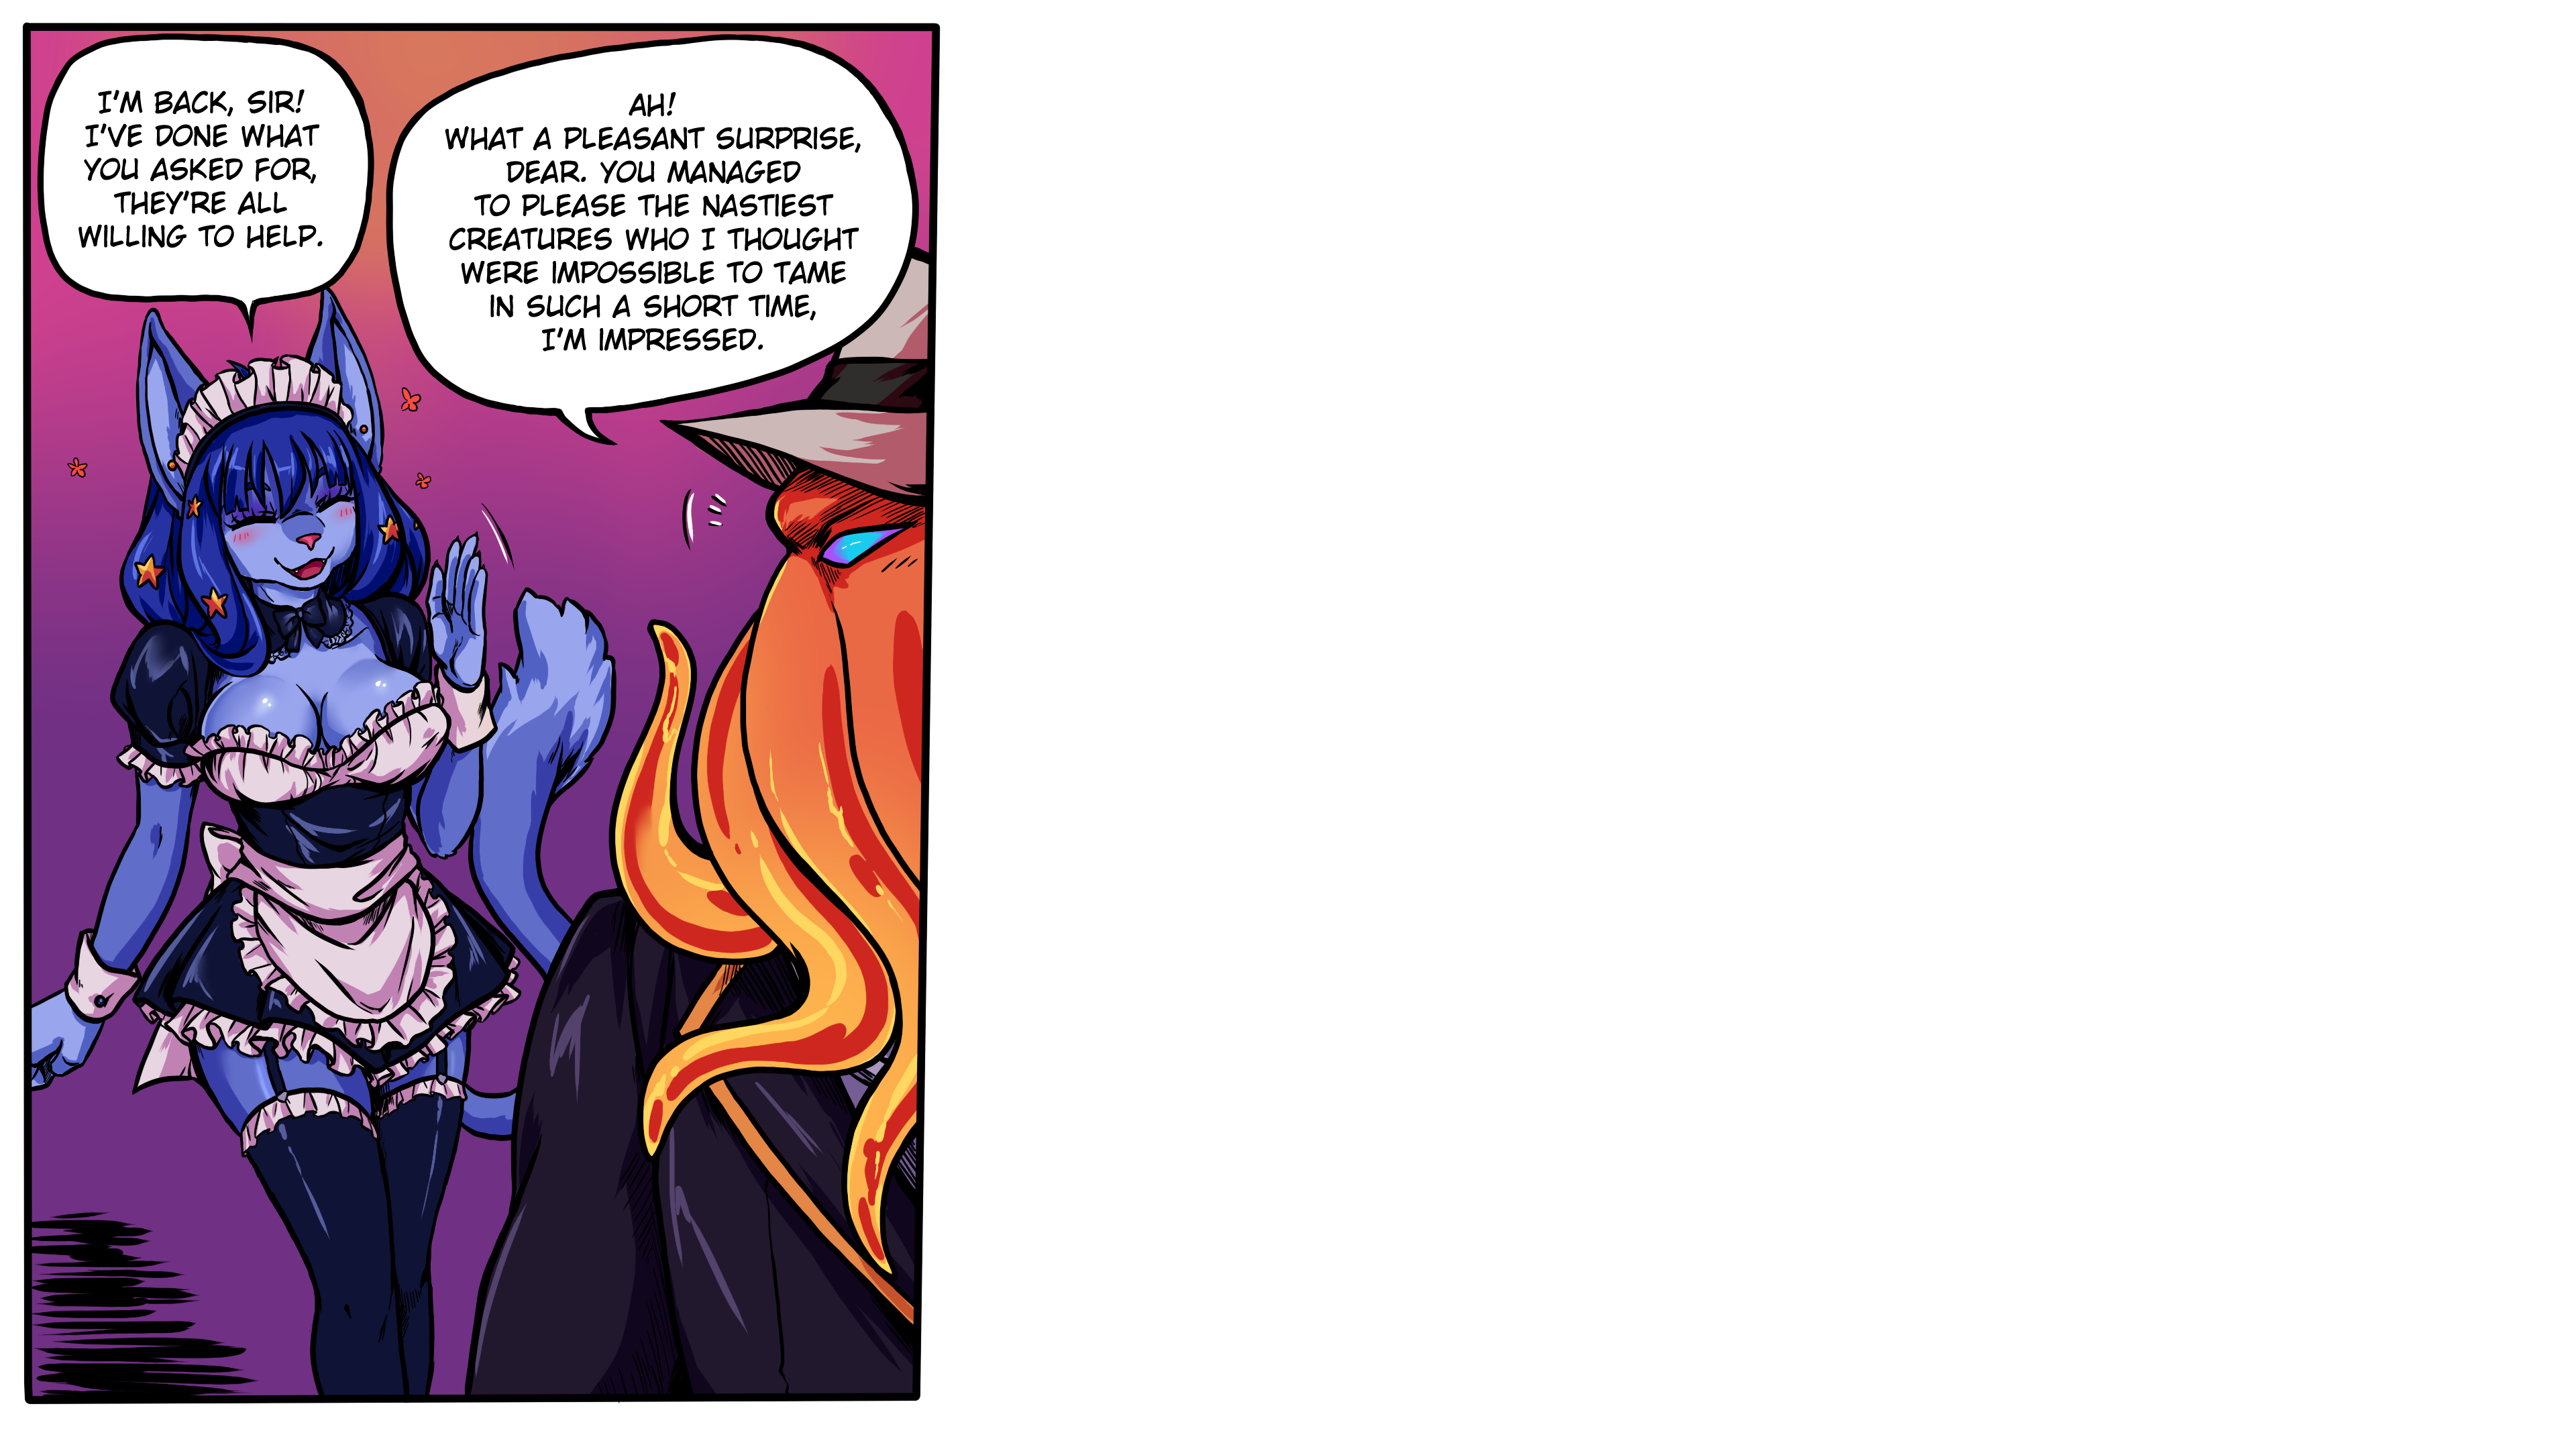 I'M BACK, SIR!
I'VE DONE WHAT
YOU ASKED FOR,
THEY'RE ALL
WILLING TO HELP.
AH!
WHAT A PLEASANT SURPRISE,
DEAR. YOU MANAGED
TO PLEASE THE NASTIEST
CREATURES WHO I THOUGHT
WERE IMPOSSIBLE TO TAME
IN SUCH A SHORT TIME,
I'M IMPRESSED.